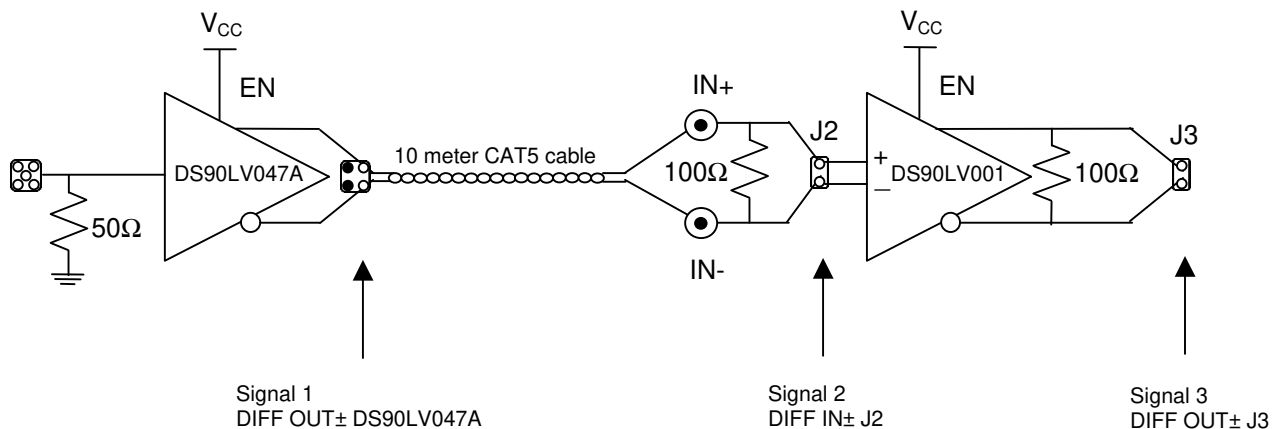 VCC
EN
DS90LV047A
50Ω
10 meter CAT5 cable
IN+
IN-
100Ω
J2
VCC
EN
+
−
DS90LV001
100Ω
J3
Signal 1
DIFF OUT± DS90LV047A
Signal 2
DIFF IN± J2
Signal 3
DIFF OUT± J3